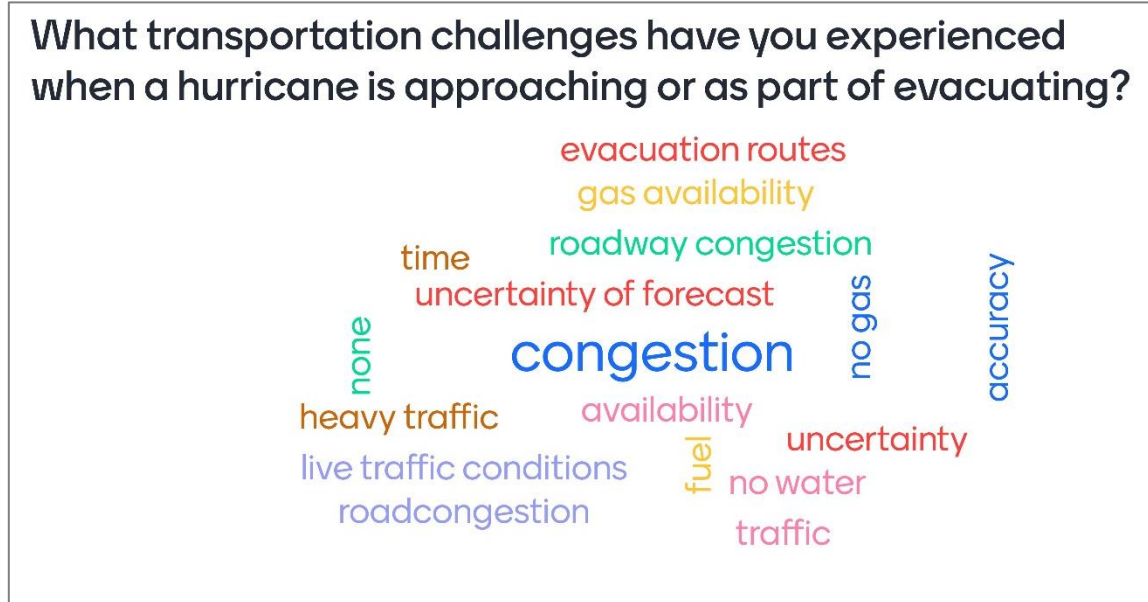 What transportation challenges have you experienced
when a hurricane is approaching or as part of evacuating?
evacuation routes
gas availability
roadway congestion
time
uncertainty of forecast
no gas
accuracy
none
congestion
heavy traffic
availability
uncertainty
live traffic conditions
fuel
no water
roadcongestion
traffic